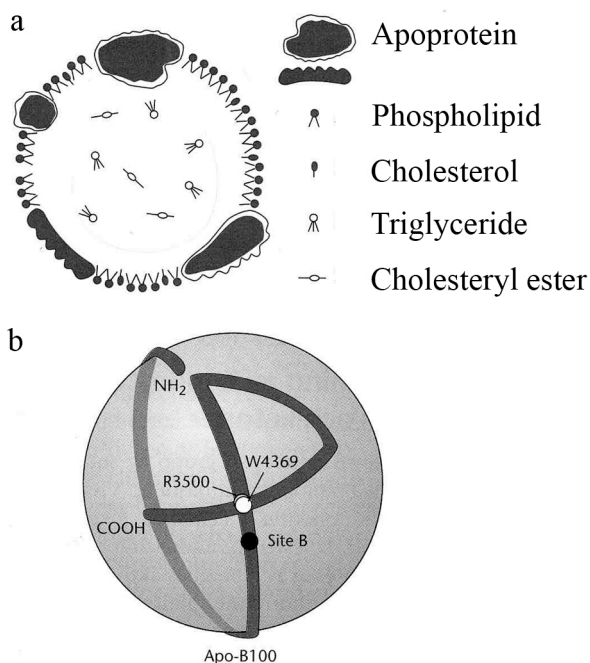 a
Apoprotein
Phospholipid
Cholesterol
Triglyceride
Cholesteryl ester
b
NH2
R3500
W4369
COOH
Site B
Apo-B100